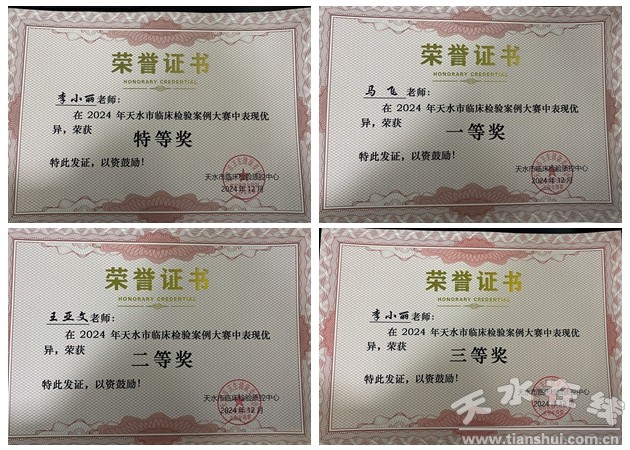 荣誉证书
HONORARY CREDENTIAL
李小丽老师：
在 2024 年天水市临床检验案例大赛中表现优
异，荣获
特等奖
特此发证，以资鼓励！
天水市临床检验质控中心
2024年12月
荣誉证书
HONORARY CREDENTIAL
马飞老师：
在 2024 年天水市临床检验案例大赛中表现优
异，荣获
一等奖
特此发证，以资鼓励！
天水市临床检验质控中心
2024年12月
荣誉证书
HONORARY CREDENTIAL
王亚文老师：
在 2024 年天水市临床检验案例大赛中表现优
异，荣获
二等奖
特此发证，以资鼓励！
天水市临床检验质控中心
2024年12月
荣誉证书
HONORARY CREDENTIAL
李小丽老师：
在 2024 年天水市临床检验案例大赛中表现优
异，荣获
三等奖
特此发证，以资鼓励！
天水市临床检验质控中心
天水在线
www.tianshui.com.cn